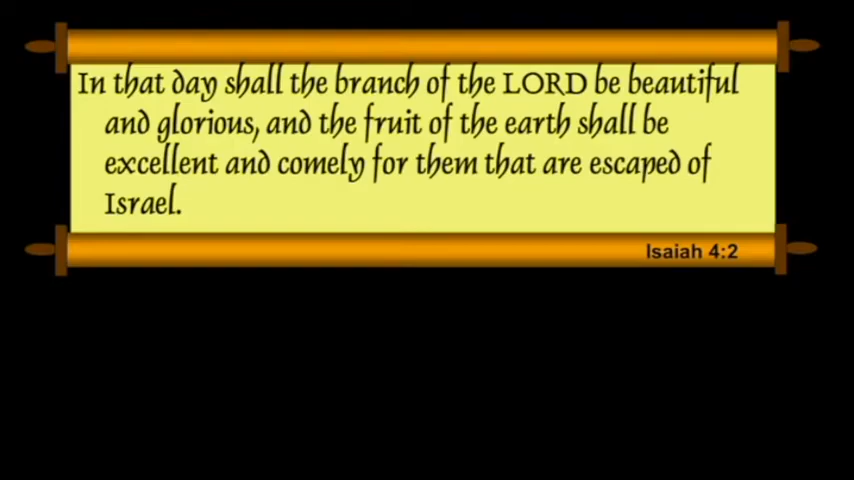 In that day shall the branch of the LORD be beautiful
and glorious, and the fruit of the earth shall be
excellent and comely for them that are escaped of
Israel.
Isaiah 4:2